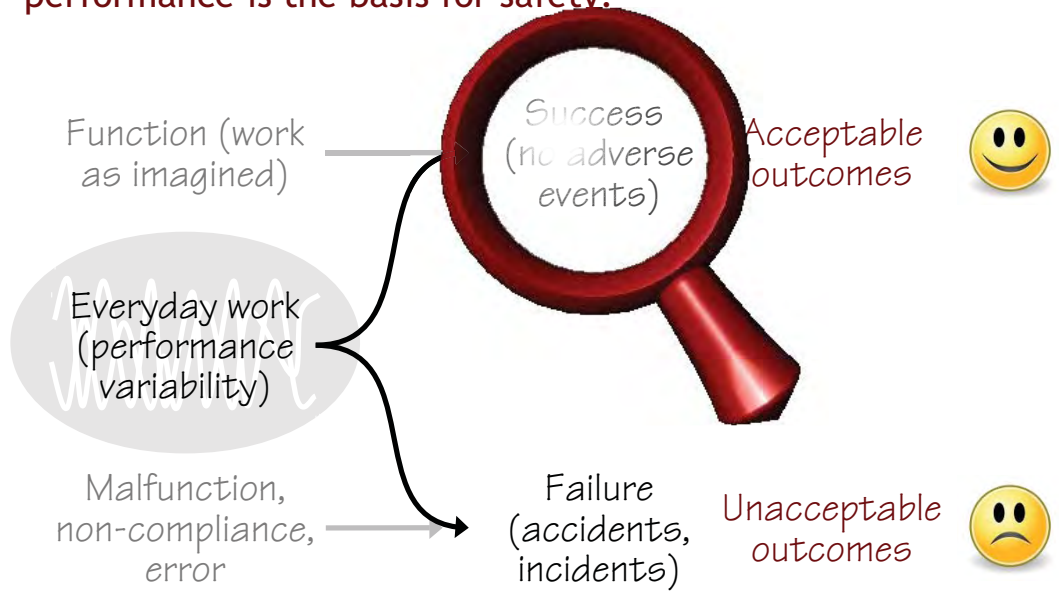 performance is the basis for safety.
Function (work
as imagined)
Success
(no adverse
events)
Acceptable
outcomes
Everyday work
(performance
variability)
Malfunction,
non-compliance,
error
Failure
(accidents,
incidents)
Unacceptable
outcomes